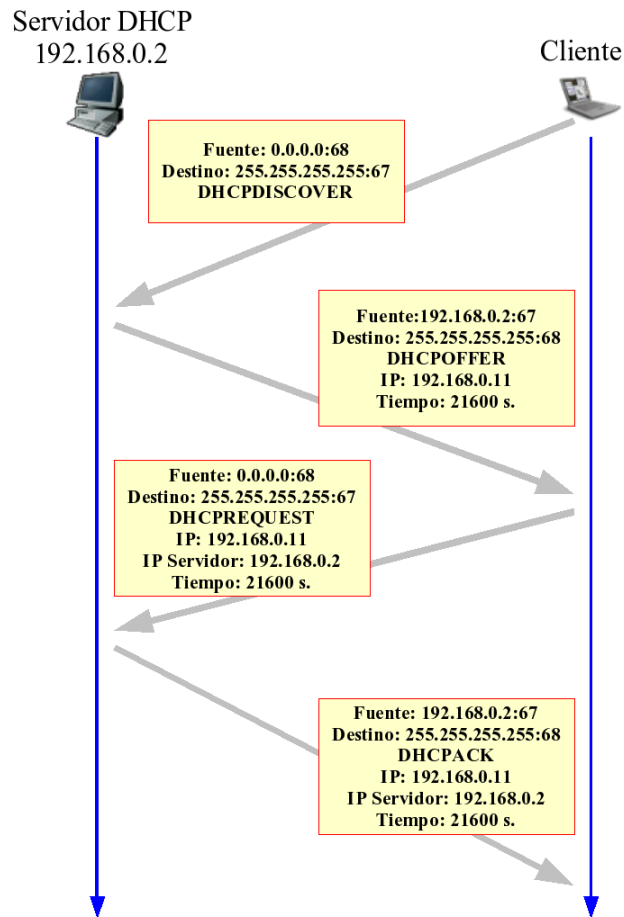 Servidor DHCP
192.168.0.2
Cliente
Fuente: 0.0.0.0:68
Destino: 255.255.255.255:67
DHCPDISCOVER
Fuente:192.168.0.2:67
Destino: 255.255.255.255:68
DHCPOFFER
IP: 192.168.0.11
Tiempo: 21600 s.
Fuente: 0.0.0.0:68
Destino: 255.255.255.255:67
DHCPREQUEST
IP: 192.168.0.11
IP Servidor: 192.168.0.2
Tiempo: 21600 s.
Fuente: 192.168.0.2:67
Destino: 255.255.255.255:68
DHCPACK
IP: 192.168.0.11
IP Servidor: 192.168.0.2
Tiempo: 21600 s.